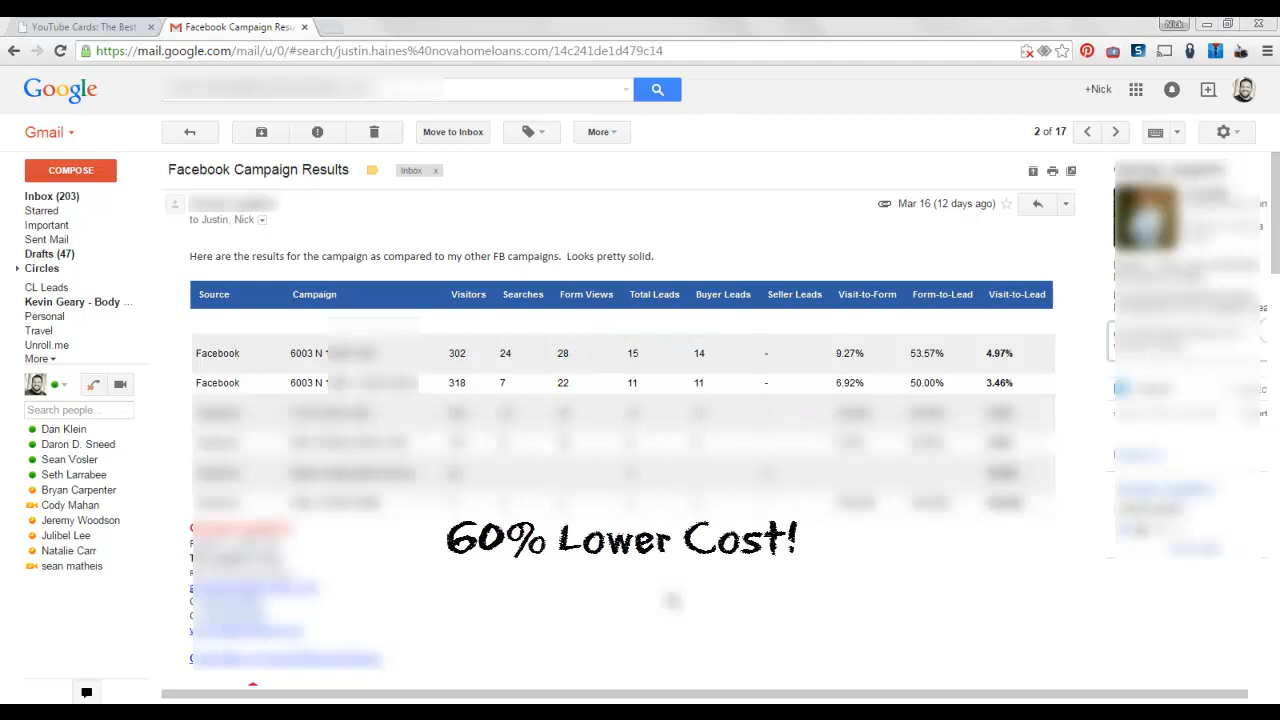 YouTube Cards: The Best
Facebook Campaign Resu
Nick
https://mail.google.com/mail/u/0/#search/justin.haines%40novahomeloans.com/14c241de1d479c14
Google
+Nick
Gmail
Move to Inbox
More
2 of 17
COMPOSE
Inbox (203)
Starred
Important
Sent Mail
Drafts (47)
Circles
CL Leads
Kevin Geary - Body ...
Personal
Travel
Unroll.me
More
Search people...
Dan Klein
Daron D. Sneed
Sean Vosler
Seth Larrabee
Bryan Carpenter
Cody Mahan
Jeremy Woodson
Julibel Lee
Natalie Carr
sean matheis
Facebook Campaign Results
Inbox x
Mar 16 (12 days ago)
to Justin, Nick
Here are the results for the campaign as compared to my other FB campaigns. Looks pretty solid.
Source Campaign Visitors Searches Form Views Total Leads Buyer Leads Seller Leads Visit-to-Form Form-to-Lead Visit-to-Lead
Facebook 6003 N 302 24 28 15 14 - 9.27% 53.57% 4.97%
Facebook 6003 N 318 7 22 11 11 - 6.92% 50.00% 3.46%
60% Lower Cost!